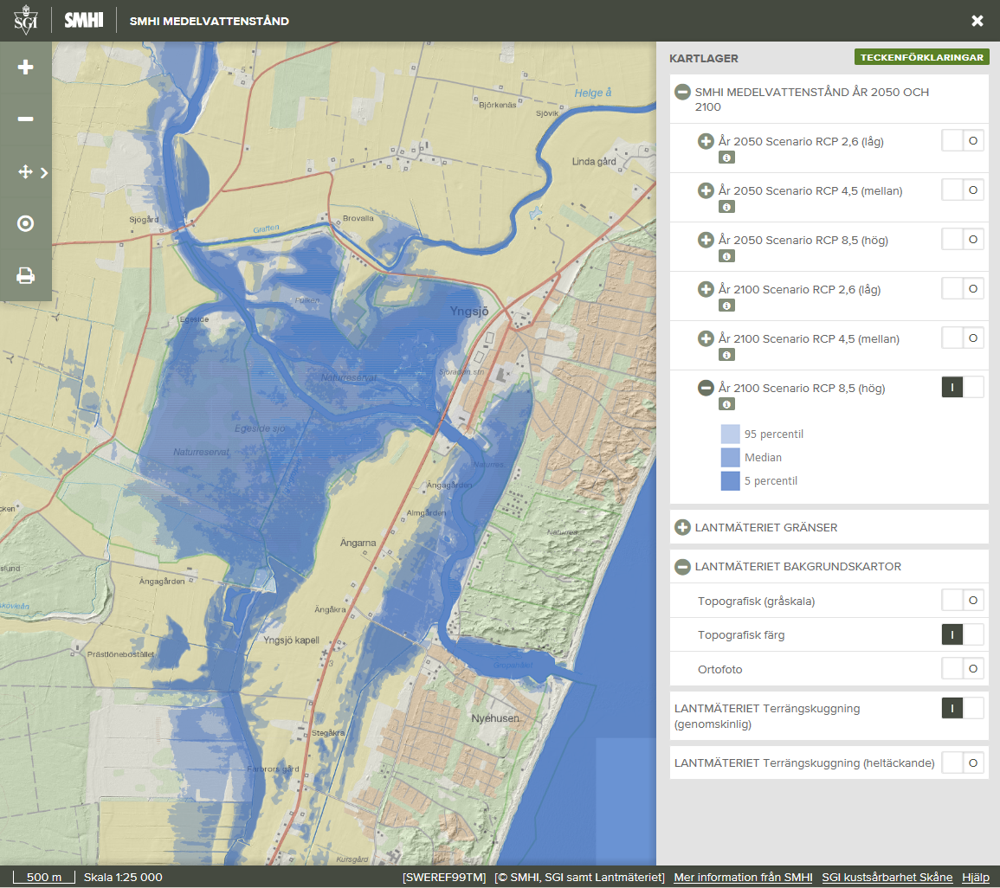 SGI
SMHI
SMHI MEDELVATTENSTÅND
Helge å
5
Björkenäs
Sjövik
Linda gård
Sjögård
Graften
Brovalla
Pulken
Yngsjö
Egeside
Sjöräddn.stn
Naturreservat
Egeside sjö
Naturreservat
Naturres
Ängagården
Almgården
Naturres
Ängarna
Ängagården
Ängåkra
Yngsjö kapell
Prästlönebostället
3
Gropahålet
Nyehusen
Stegåkra
Farorors gård
Kursgård
KARTLAGER
TECKENFÖRKLARINGAR
SMHI MEDELVATTENSTÅND ÅR 2050 OCH
2100
År 2050 Scenario RCP 2,6 (låg) O
År 2050 Scenario RCP 4,5 (mellan) O
År 2050 Scenario RCP 8,5 (hög) O
År 2100 Scenario RCP 2,6 (låg) O
År 2100 Scenario RCP 4,5 (mellan) O
År 2100 Scenario RCP 8,5 (hög) I
95 percentil
Median
5 percentil
LANTMÄTERIET GRÄNSER
LANTMÄTERIET BAKGRUNDSKARTOR
Topografisk (gråskala) O
Topografisk färg I
Ortofoto O
LANTMÄTERIET Terrängskuggning I
(genomskinlig)
LANTMÄTERIET Terrängskuggning (heltäckande) O
500 m Skala 1:25 000 [SWEREF99TM] [© SMHI, SGI samt Lantmäteriet] Mer information från SMHI SGI kustsårbarhet Skåne Hjälp